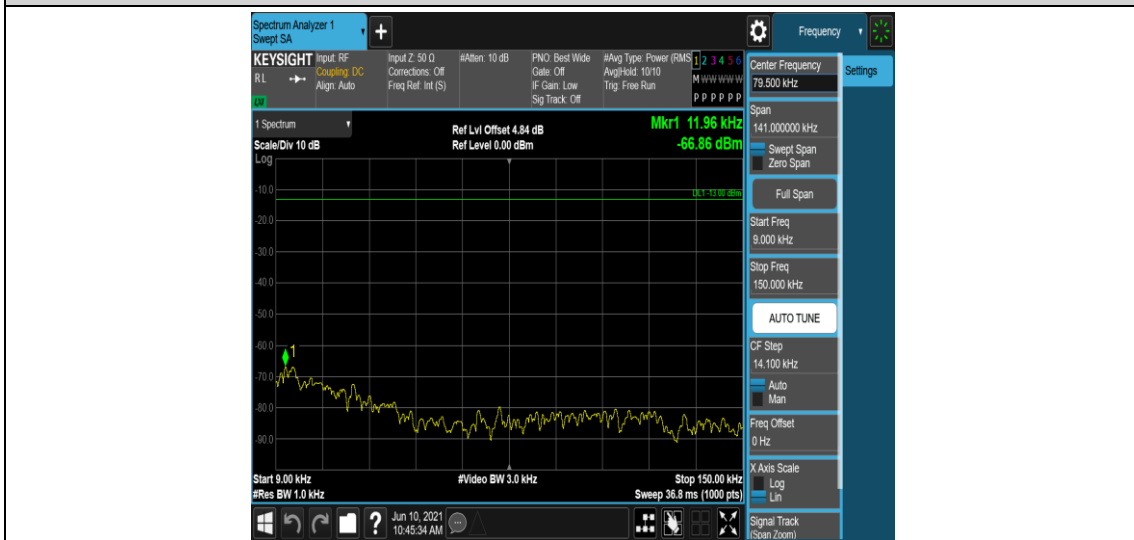 Spectrum Analyzer 1
Swept SA
+
Frequency
KEYSIGHT
RL
LXI
Input: RF
Coupling: DC
Align: Auto
Input Z: 50 Ω
Corrections: Off
Freq Ref: Int (S)
#Atten: 10 dB
PNO: Best Wide
Gate: Off
IF Gain: Low
Sig Track: Off
#Avg Type: Power (RMS
Avg|Hold: 10/10
Trig: Free Run
1 2 3 4 5 6
M W W W W W
P P P P P P
1 Spectrum
Scale/Div 10 dB
Ref Lvl Offset 4.84 dB
Ref Level 0.00 dBm
Mkr1 11.96 kHz
-66.86 dBm
Log
DL1 -13.00 dBm
-10.0
-20.0
-30.0
-40.0
-50.0
-60.0
1
-70.0
-80.0
-90.0
Start 9.00 kHz
#Res BW 1.0 kHz
#Video BW 3.0 kHz
Stop 150.00 kHz
Sweep 36.8 ms (1000 pts)
?
Jun 10, 2021
10:45:34 AM
Center Frequency
79.500 kHz
Settings
Span
141.000000 kHz
Swept Span
Zero Span
Full Span
Start Freq
9.000 kHz
Stop Freq
150.000 kHz
AUTO TUNE
CF Step
14.100 kHz
Auto
Man
Freq Offset
0 Hz
X Axis Scale
Log
Lin
Signal Track
(Span Zoom)